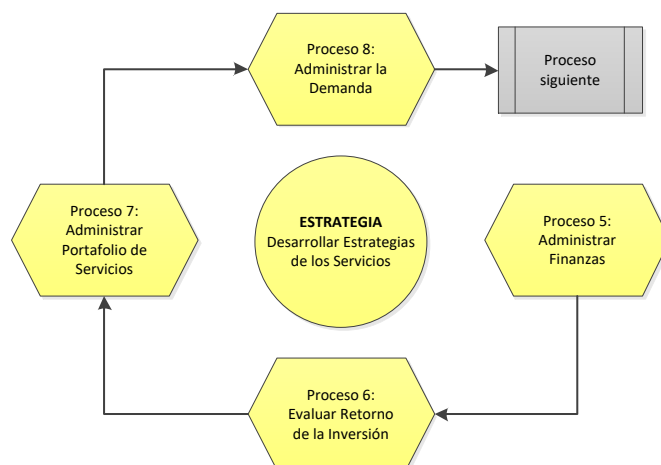 Proceso 8:
Administrar la
Demanda
Proceso
siguiente
Proceso 7:
Administrar
Portafolio de
Servicios
ESTRATEGIA
Desarrollar Estrategias
de los Servicios
Proceso 5:
Administrar
Finanzas
Proceso 6:
Evaluar Retorno
de la Inversión